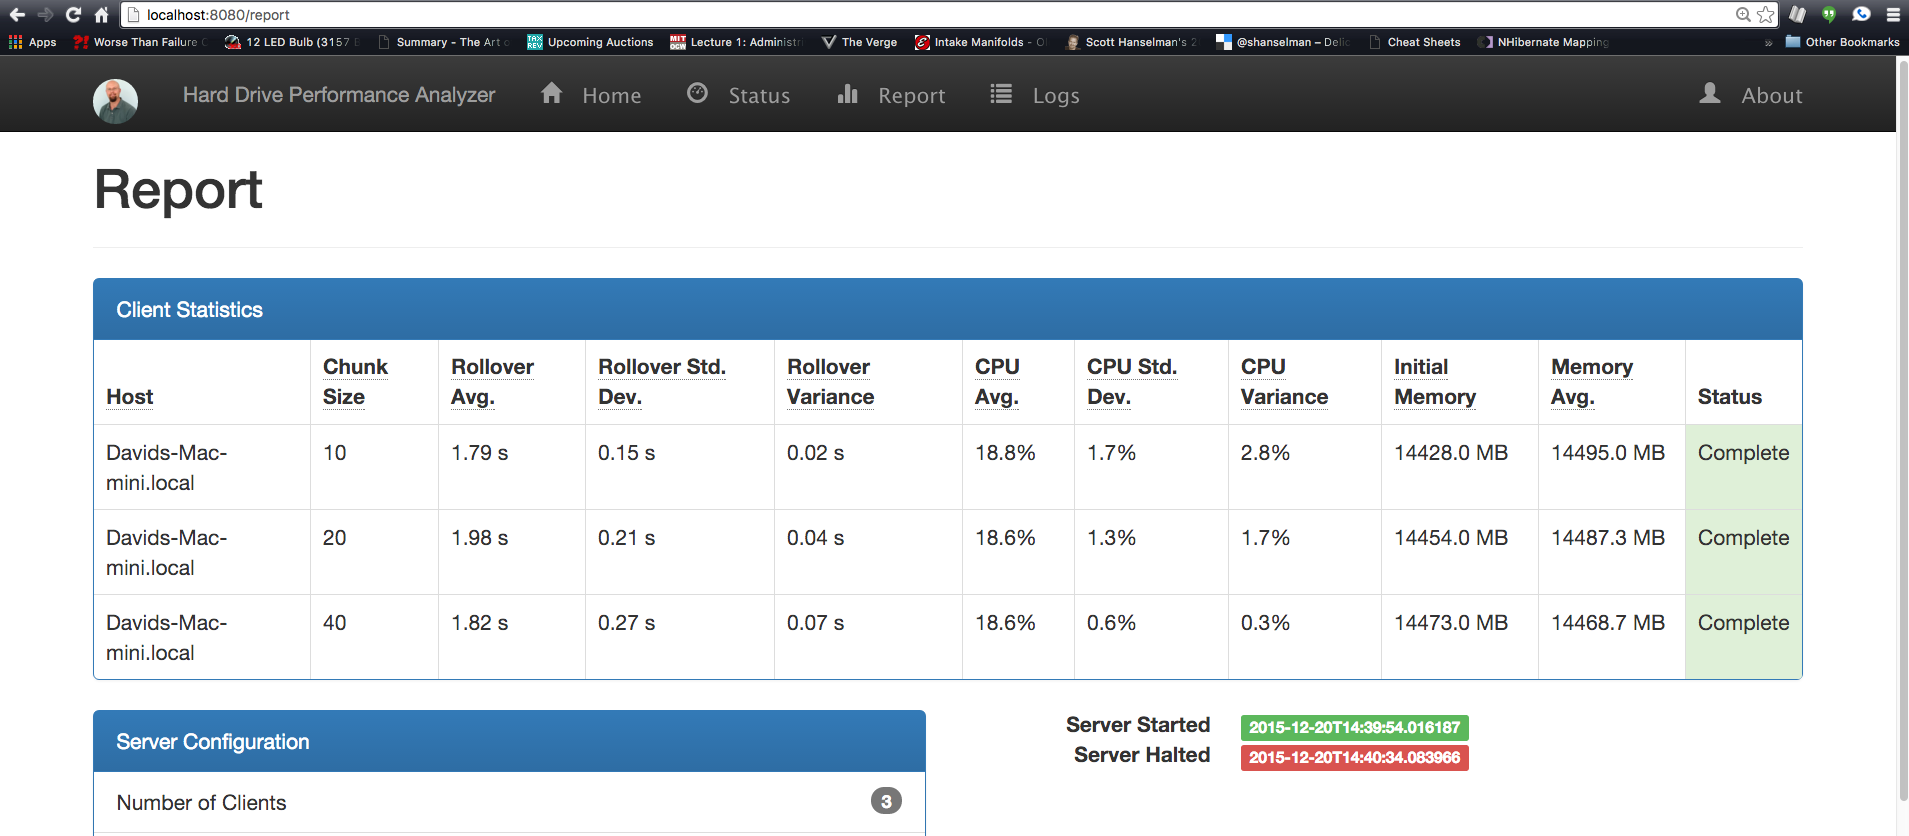 localhost:8080/report
Apps Worse Than Failure 12 LED Bulb (3157 Summary - The Art Upcoming Auctions Lecture 1: Administr The Verge Intake Manifolds - Scott Hanselman's @shanselman – Cheat Sheets NHibernate Mapping » Other Bookmarks
Hard Drive Performance Analyzer Home Status Report Logs About
Report
Client Statistics
Host Chunk Size Rollover Avg. Rollover Std. Dev. Rollover Variance CPU Avg. CPU Std. Dev. CPU Variance Initial Memory Memory Avg. Status
Davids-Mac-mini.local 10 1.79 s 0.15 s 0.02 s 18.8% 1.7% 2.8% 14428.0 MB 14495.0 MB Complete
Davids-Mac-mini.local 20 1.98 s 0.21 s 0.04 s 18.6% 1.3% 1.7% 14454.0 MB 14487.3 MB Complete
Davids-Mac-mini.local 40 1.82 s 0.27 s 0.07 s 18.6% 0.6% 0.3% 14473.0 MB 14468.7 MB Complete
Server Configuration
Number of Clients 3
Server Started 2015-12-20T14:39:54.016187
Server Halted 2015-12-20T14:40:34.083966